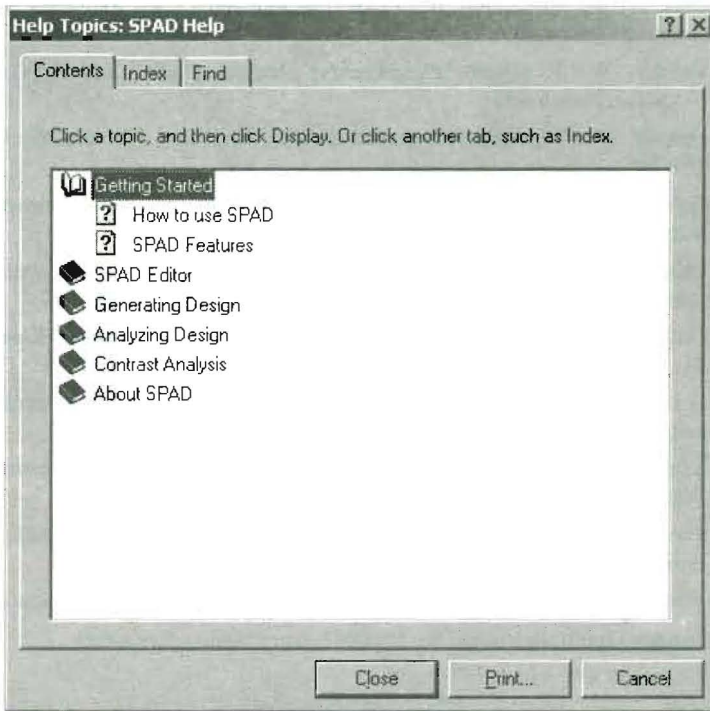 Help Topics: SPAD Help
Contents Index Find
Click a topic, and then click Display. Or click another tab, such as Index.
Getting Started
How to use SPAD
SPAD Features
SPAD Editor
Generating Design
Analyzing Design
Contrast Analysis
About SPAD
Close Print... Cancel